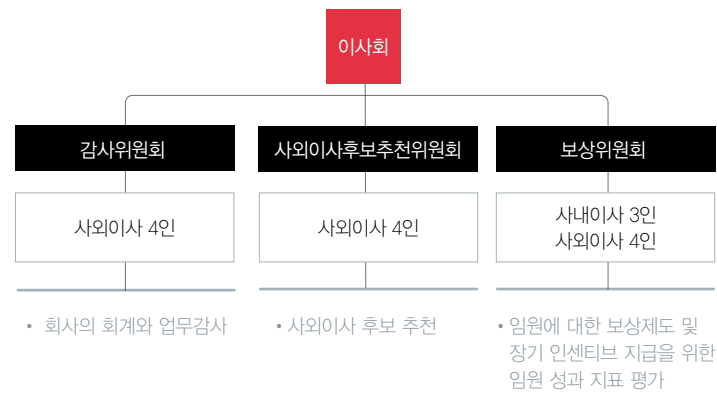 이사회
감사위원회
사외이사 4인
• 회사의 회계와 업무감사
사외이사후보추천위원회
사외이사 4인
• 사외이사 후보 추천
보상위원회
사내이사 3인
사외이사 4인
• 임원에 대한 보상제도 및
장기 인센티브 지급을 위한
임원 성과 지표 평가